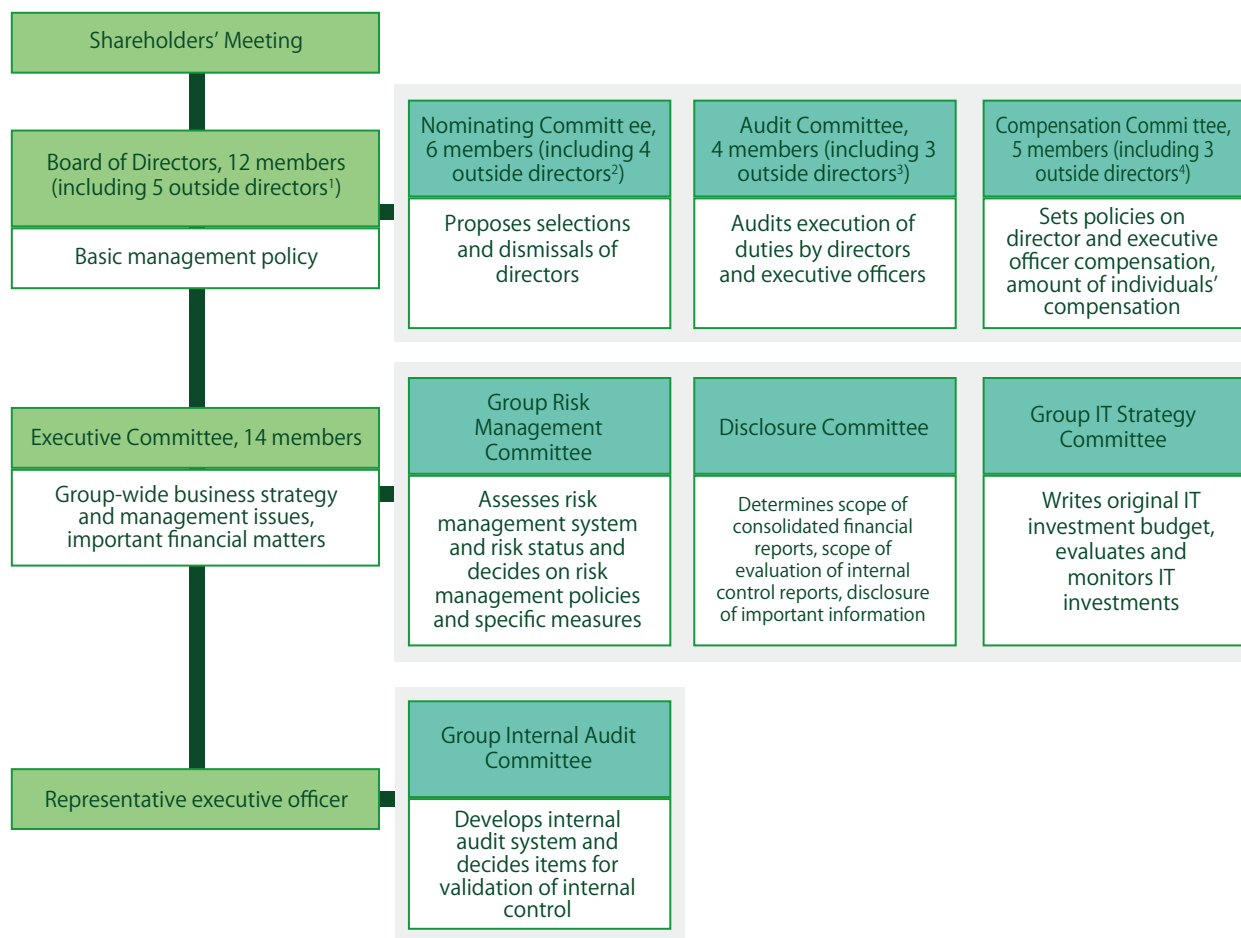 Shareholders’ Meeting
Board of Directors, 12 members
(including 5 outside directors¹)
Basic management policy
Nominating Committ ee,
6 members (including 4
outside directors²)
Proposes selections
and dismissals of
directors
Audit Committee,
4 members (including 3
outside directors³)
Audits execution of
duties by directors
and executive officers
Compensation Commi ttee,
5 members (including 3
outside directors⁴)
Sets policies on
director and executive
officer compensation,
amount of individuals’
compensation
Executive Committee, 14 members
Group-wide business strategy
and management issues,
important financial matters
Group Risk
Management
Committee
Assesses risk
management system
and risk status and
decides on risk
management policies
and specific measures
Disclosure Committee
Determines scope of
consolidated financial
reports, scope of
evaluation of internal
control reports, disclosure
of important information
Group IT Strategy
Committee
Writes original IT
investment budget,
evaluates and
monitors IT
investments
Representative executive officer
Group Internal Audit
Committee
Develops internal
audit system and
decides items for
validation of internal
control